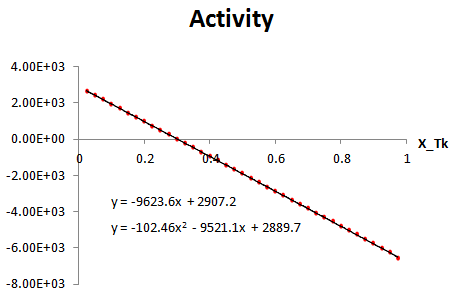 Activity
4.00E+03
2.00E+03
0.00E+00
X_Tk
0 0.2 0.4 0.6 0.8 1
-2.00E+03
y = -9623.6x + 2907.2
-4.00E+03
y = -102.46x² - 9521.1x + 2889.7
-6.00E+03
-8.00E+03